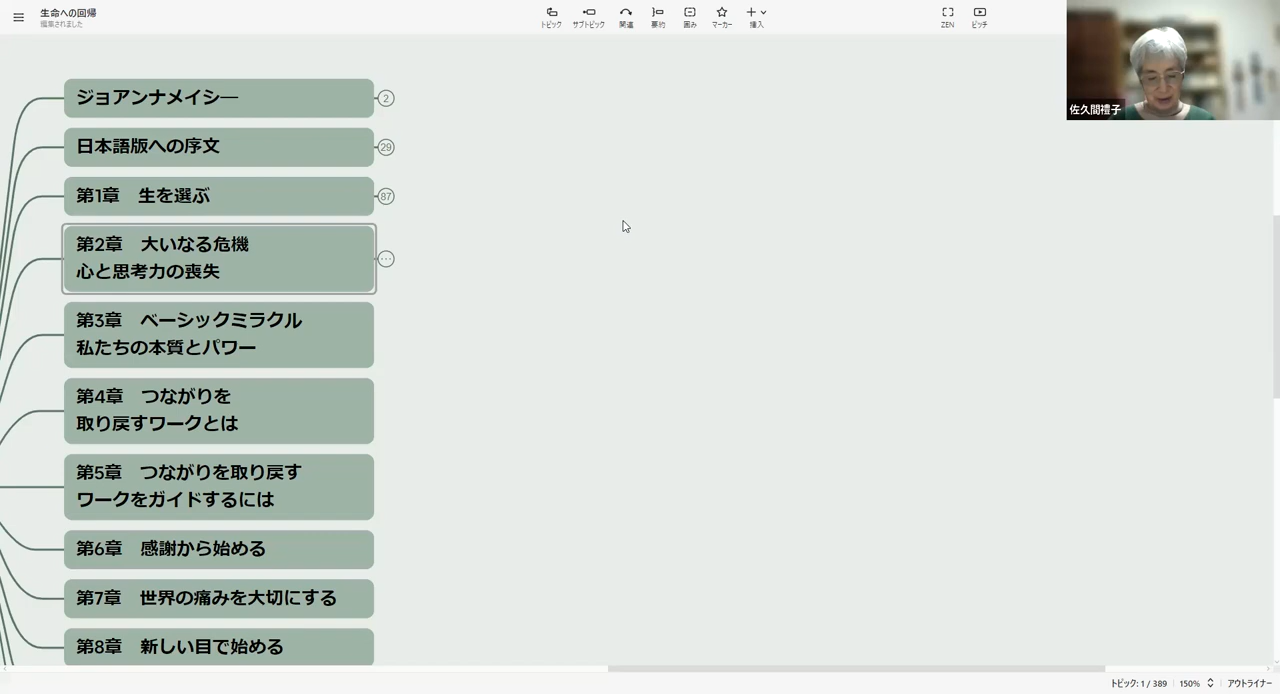 生命への回帰
編集されました
トピック
サブトピック
関連
要約
囲み
マーカー
挿入
ZEN
ピッチ
佐久間禮子
ジョアンナメイシー
2
日本語版への序文
29
第1章　生を選ぶ
87
第2章　大いなる危機
心と思考力の喪失
第3章　ベーシックミラクル
私たちの本質とパワー
第4章　つながりを
取り戻すワークとは
第5章　つながりを取り戻す
ワークをガイドするには
第6章　感謝から始める
第7章　世界の痛みを大切にする
第8章　新しい目で始める
トピック: 1 / 389
150%
アウトライナー